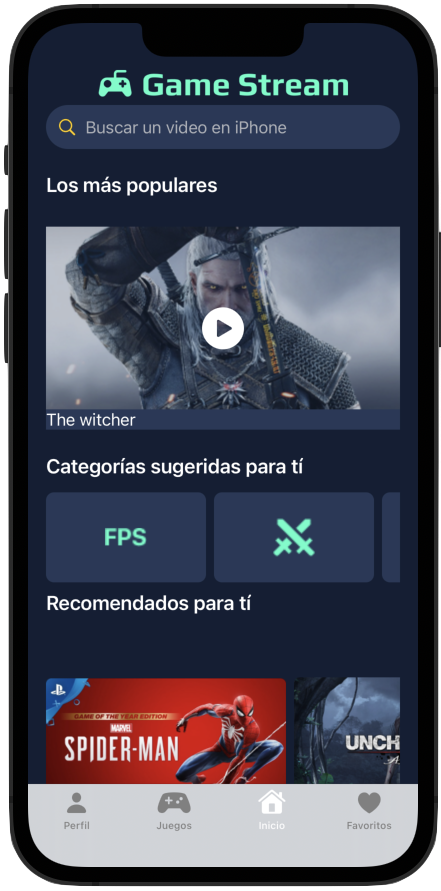 Game Stream
Buscar un video en iPhone
Los más populares
The witcher
Categorías sugeridas para tí
FPS
Recomendados para tí
GAME OF THE YEAR EDITION
MARVEL
SPIDER-MAN
UNCH
Perfil
Juegos
Inicio
Favoritos